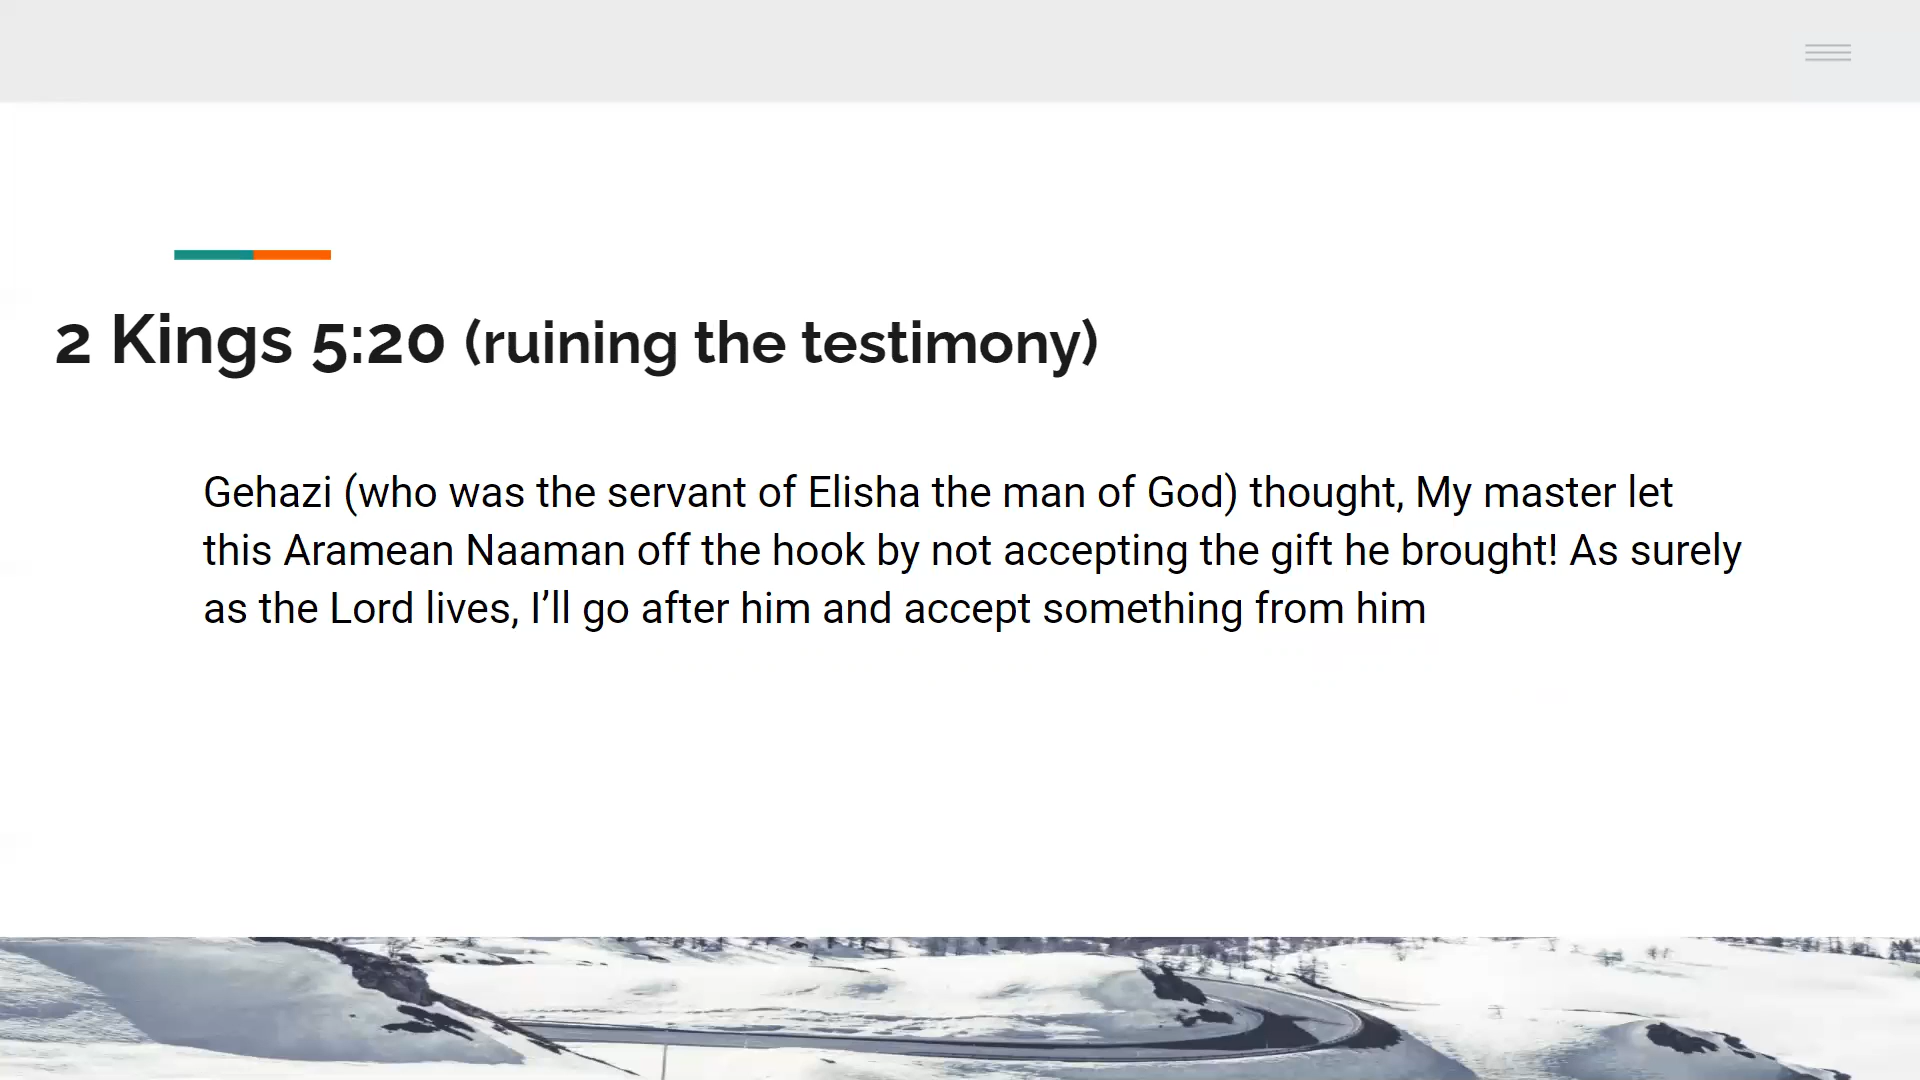 2 Kings 5:20 (ruining the testimony)
Gehazi (who was the servant of Elisha the man of God) thought, My master let
this Aramean Naaman off the hook by not accepting the gift he brought! As surely
as the Lord lives, I’ll go after him and accept something from him